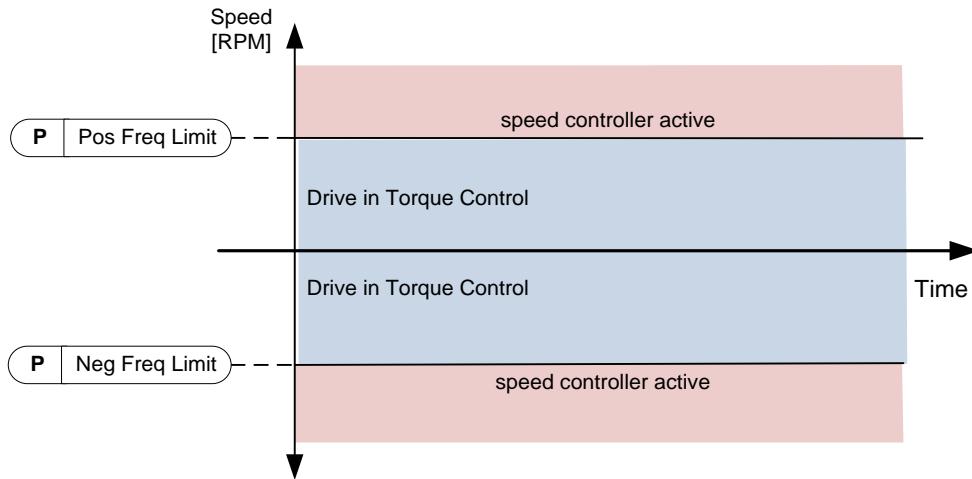 Speed
[RPM]
speed controller active
P Pos Freq Limit
Drive in Torque Control
Drive in Torque Control
Time
P Neg Freq Limit
speed controller active